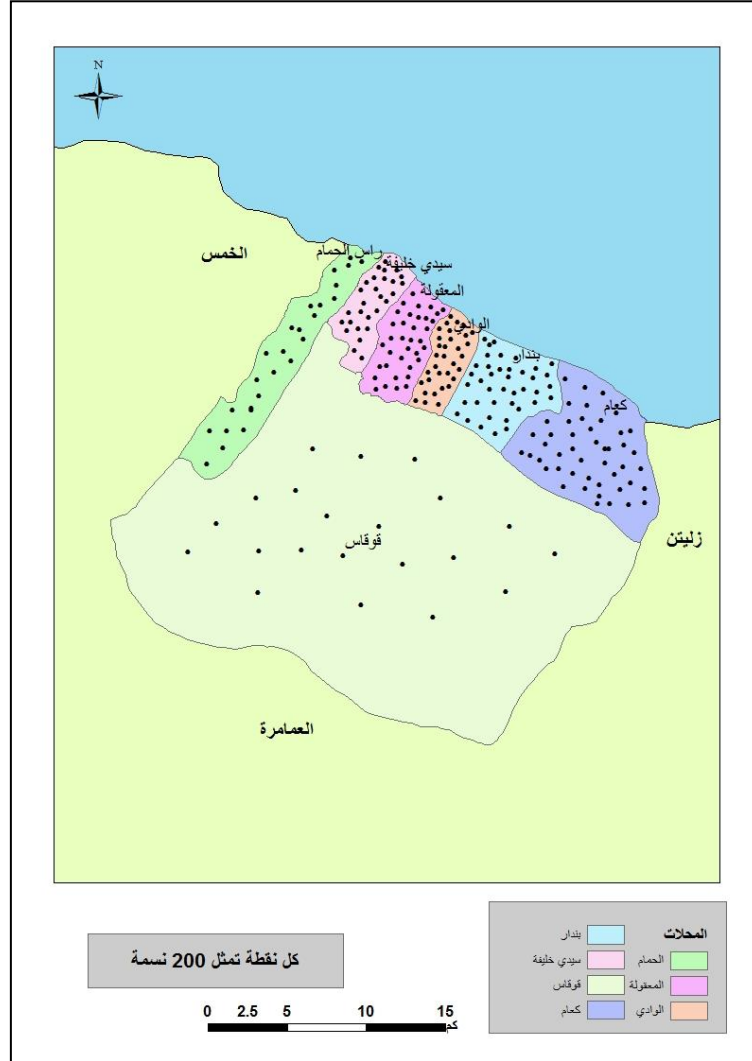 N
راس الحمام
الخمس
سيدي خليفة
المعقولة
الوادي
بندار
كعام
قوقاس
زليتن
العمامرة
المحلات
بندار
الحمام
سيدي خليفة
المعقولة
قوقاس
الوادي
كعام
كل نقطة تمثل 200 نسمة
0 2.5 5 10 15
كم